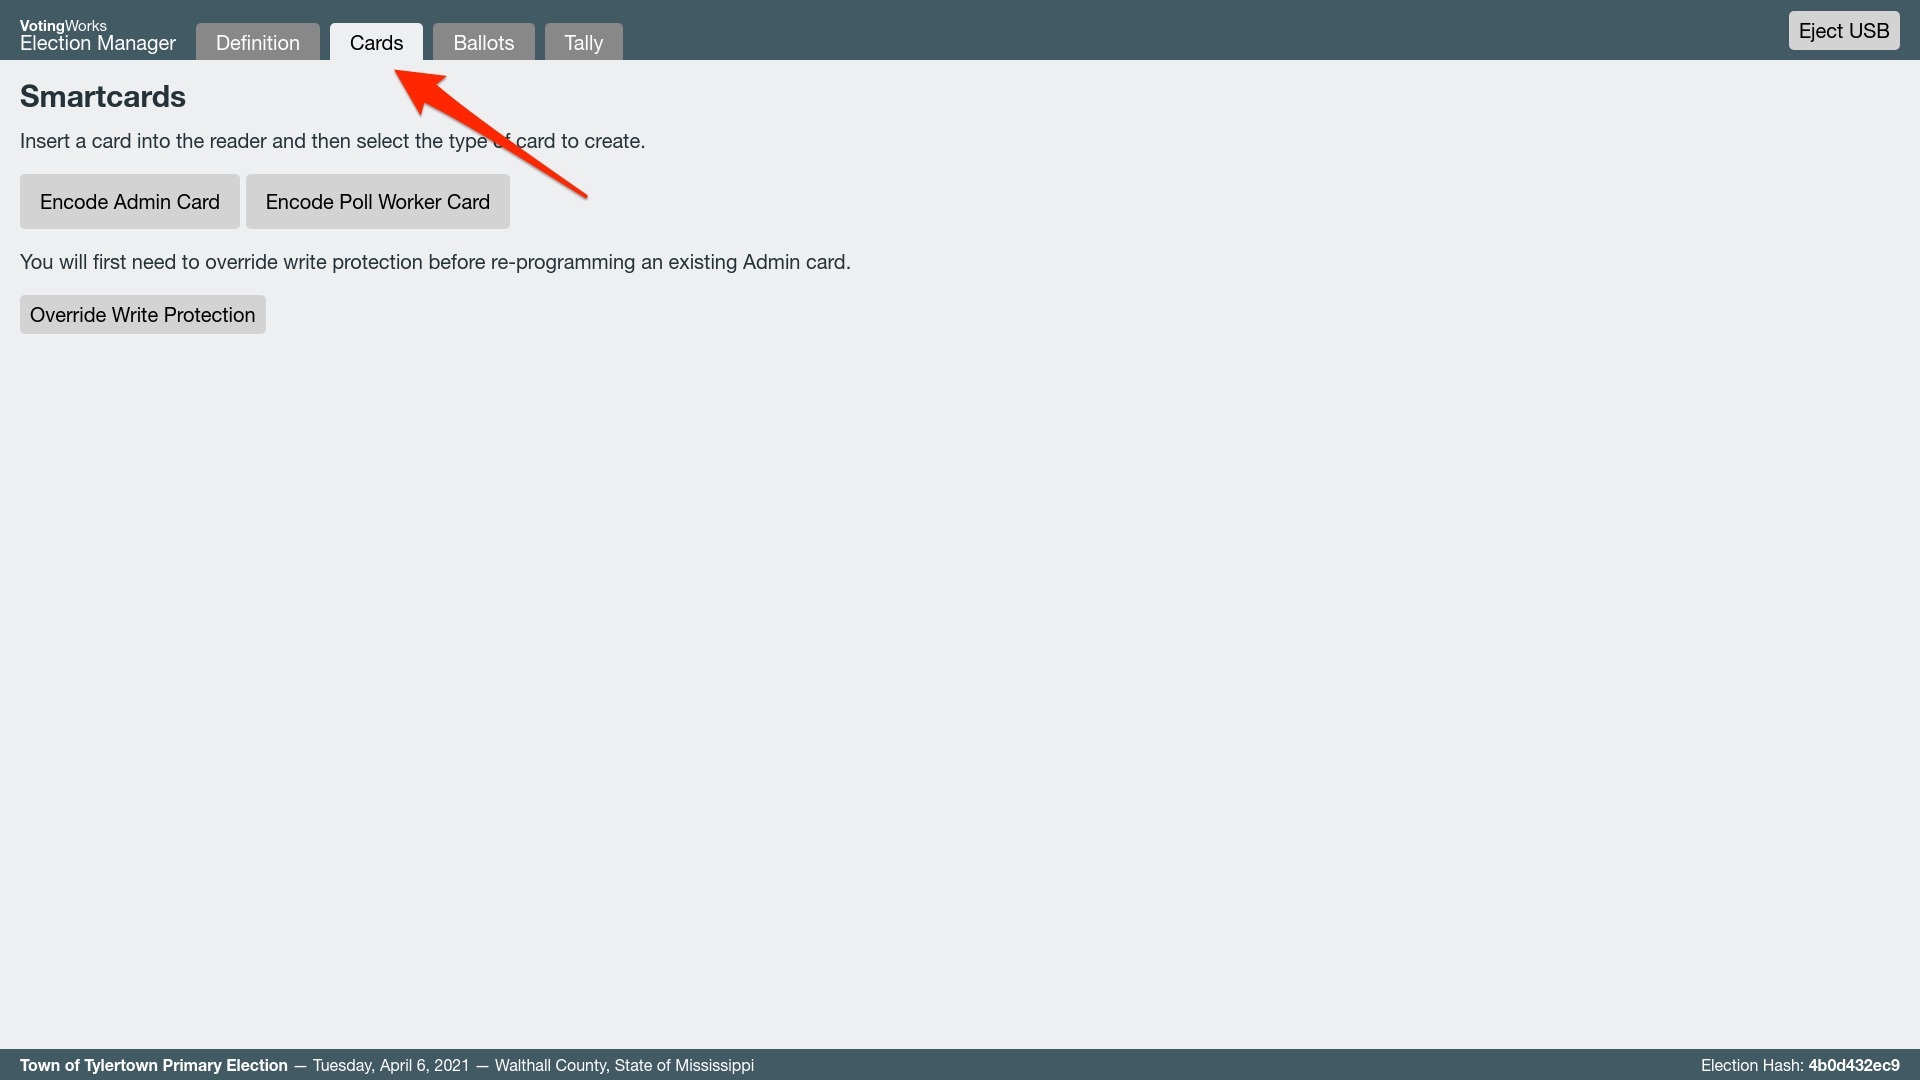 VotingWorks
Election Manager
Definition
Cards
Ballots
Tally
Eject USB
Smartcards
Insert a card into the reader and then select the type of card to create.
Encode Admin Card
Encode Poll Worker Card
You will first need to override write protection before re-programming an existing Admin card.
Override Write Protection
Town of Tylertown Primary Election — Tuesday, April 6, 2021 — Walthall County, State of Mississippi
Election Hash: 4b0d432ec9